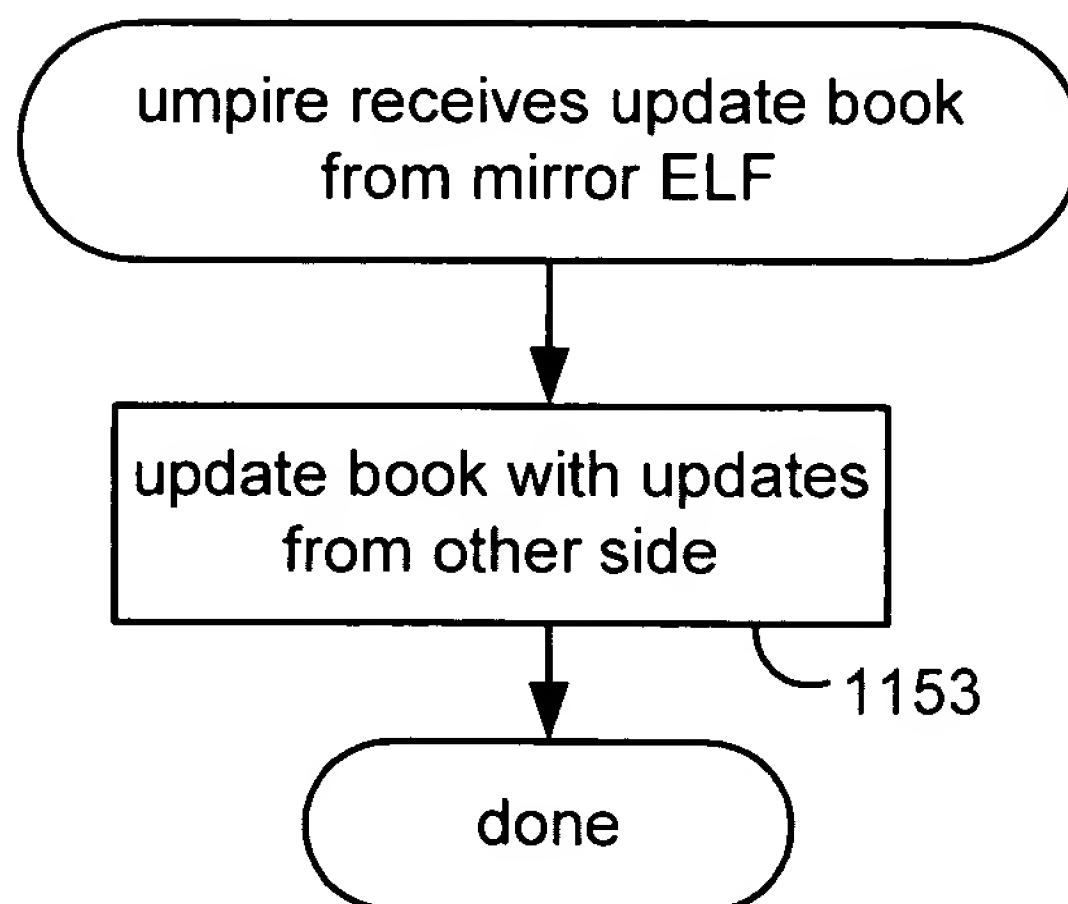 umpire receives update book
from mirror ELF
update book with updates
from other side
1153
done